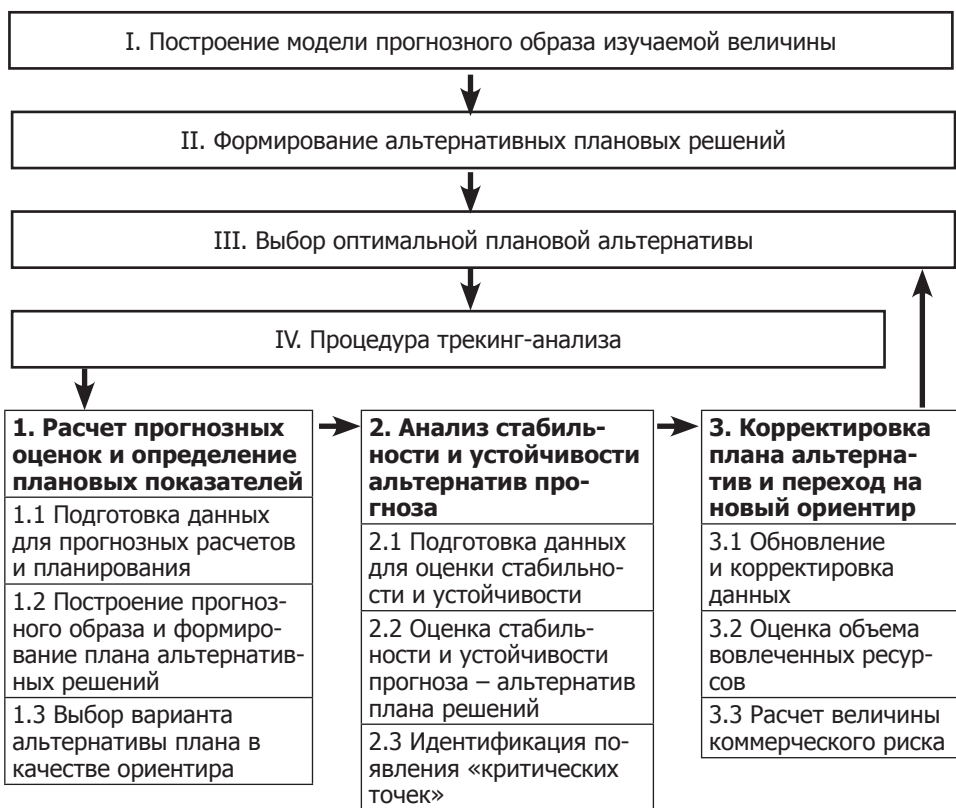 I. Построение модели прогнозного образа изучаемой величины
II. Формирование альтернативных плановых решений
III. Выбор оптимальной плановой альтернативы
IV. Процедура трекинг-анализа
1. Расчет прогнозных
оценок и определение
плановых показателей
1.1 Подготовка данных
для прогнозных расчетов
и планирования
1.2 Построение прогноз-
ного образа и формиро-
вание плана альтернатив-
ных решений
1.3 Выбор варианта
альтернативы плана в
качестве ориентира
2. Анализ стабиль-
ности и устойчивости
альтернатив про-
гноза
2.1 Подготовка данных
для оценки стабильно-
сти и устойчивости
2.2 Оценка стабиль-
ности и устойчивости
прогноза – альтернатив
плана решений
2.3 Идентификация по-
явления «критических
точек»
3. Корректировка
плана альтерна-
тив и переход на
новый ориентир
3.1 Обновление
и корректировка
данных
3.2 Оценка объема
вовлеченных ресур-
сов
3.3 Расчет величины
коммерческого риска